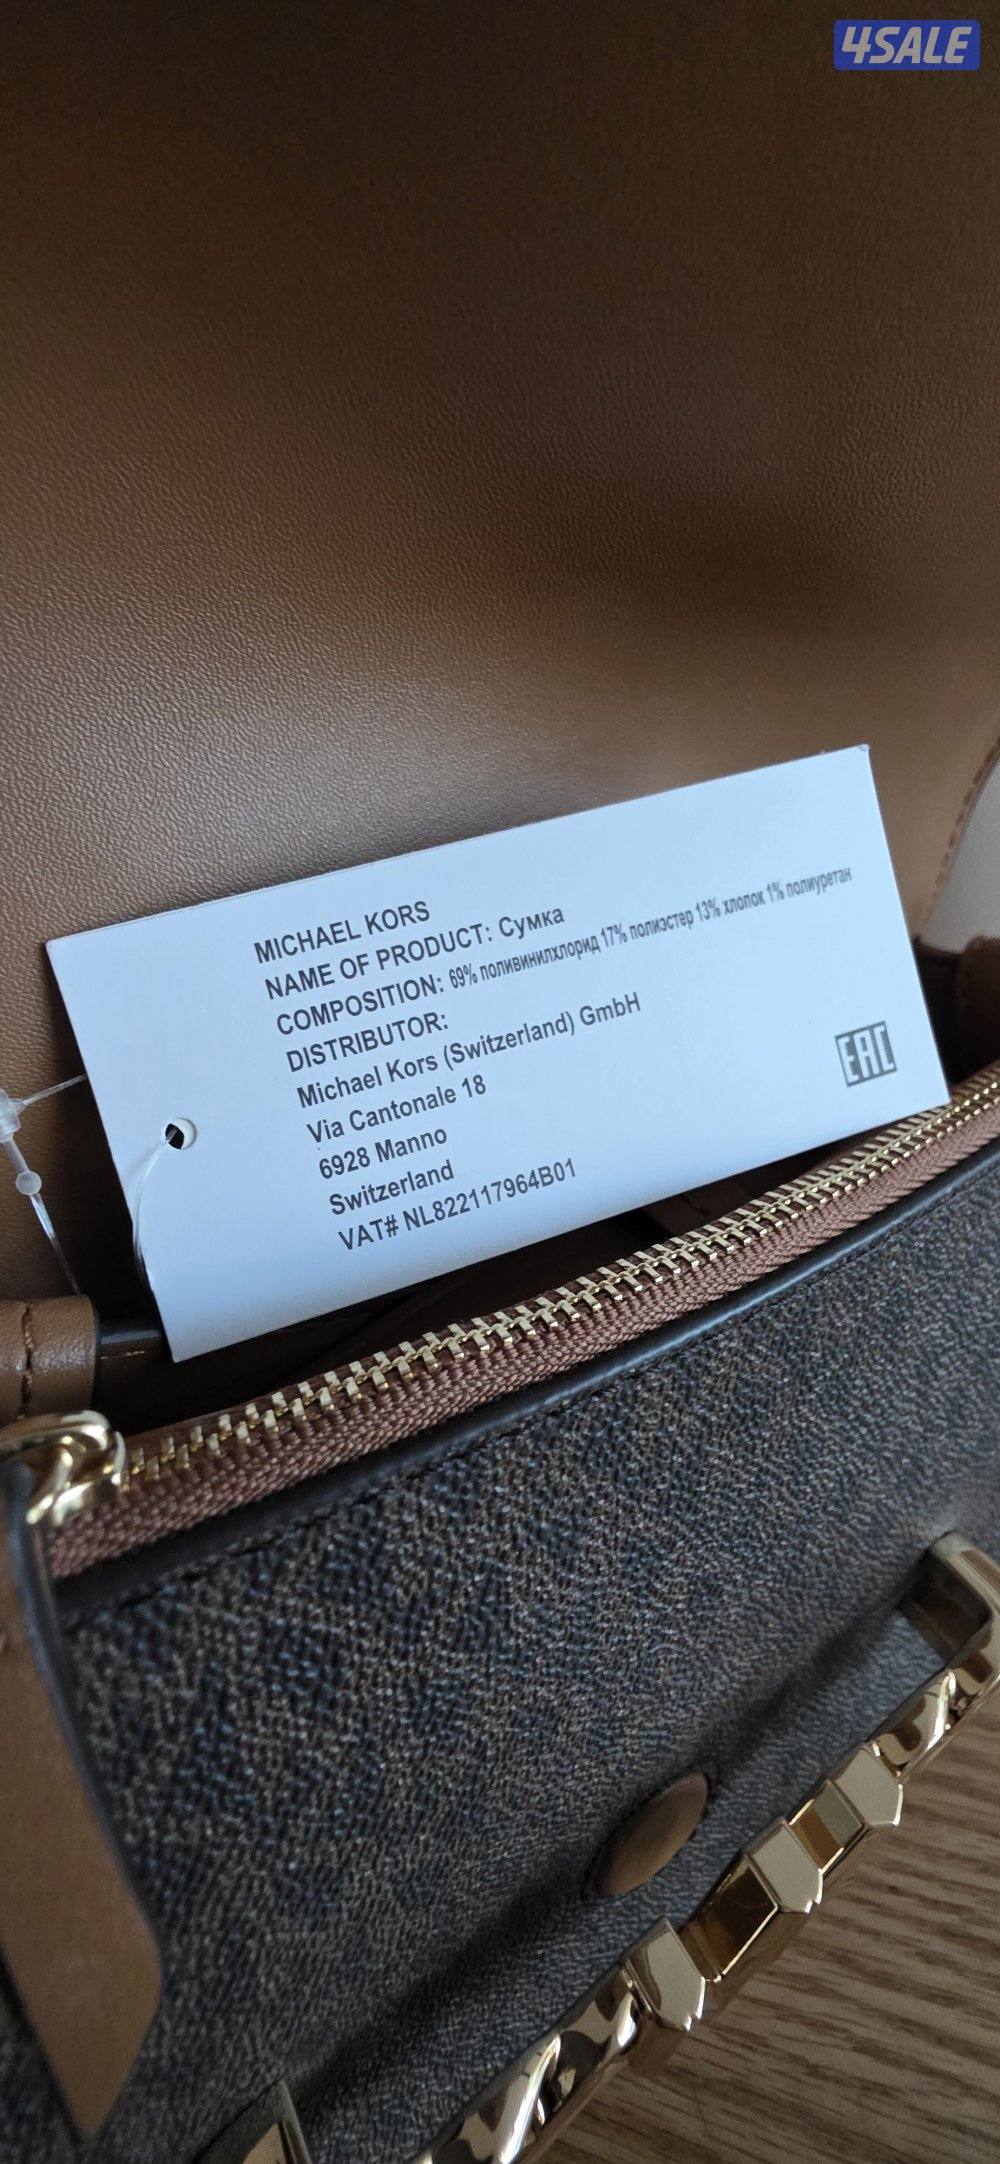 4SALE
MICHAEL KORS
NAME OF PRODUCT: Сумка
COMPOSITION: 69% поливинилхлорид 17% полиэстер 13% хлопок 1% полиуретан
DISTRIBUTOR:
Michael Kors (Switzerland) GmbH
Via Cantonale 18
6928 Manno
Switzerland
VAT# NL822117964B01
EAC